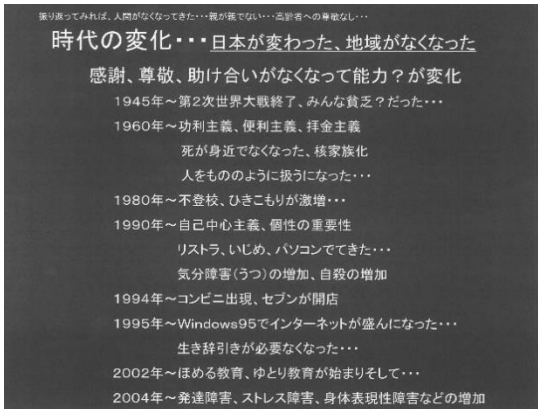 振り返ってみれば、人間がなくなってきた・・・親が親でない・・・高齢者への尊敬なし・・・
時代の変化・・・日本が変わった、地域がなくなった
感謝、尊敬、助け合いがなくなって能力？が変化
1945年～第2次世界大戦終了、みんな貧乏？だった・・・
1960年～功利主義、便利主義、拝金主義
死が身近でなくなった、核家族化
人をもののように扱うになった・・・
1980年～不登校、ひきこもりが激増・・・
1990年～自己中心主義、個性の重要性
リストラ、いじめ、パソコンでてきた・・・
気分障害(うつ)の増加、自殺の増加
1994年～コンビニ出現、セブンが開店
1995年～Windows95でインターネットが盛んになった・・・
生き辞引きが必要なくなった・・・
2002年～ほめる教育、ゆとり教育が始まりそして・・・
2004年～発達障害、ストレス障害、身体表現性障害などの増加